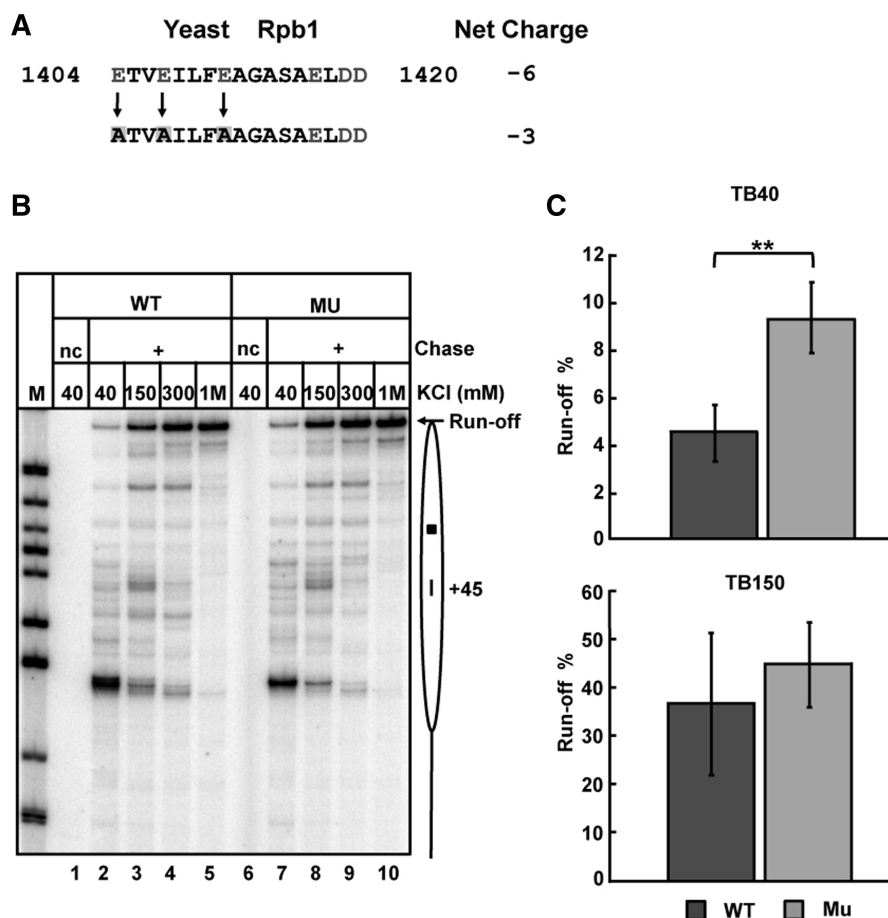 A
Yeast Rpb1 Net Charge
1404 ETVEILFEAGASAELDD 1420 −6
ATVAILFAAGASAELDD −3
B
WT MU
nc + nc + Chase
M 40 40 150 300 1M 40 40 150 300 1M KCl (mM)
Run-off
+45
1 2 3 4 5 6 7 8 9 10
C
TB40
**
12
10
8
6
4
2
0
Run-off %
TB150
60
50
40
30
20
10
0
Run-off %
WT Mu